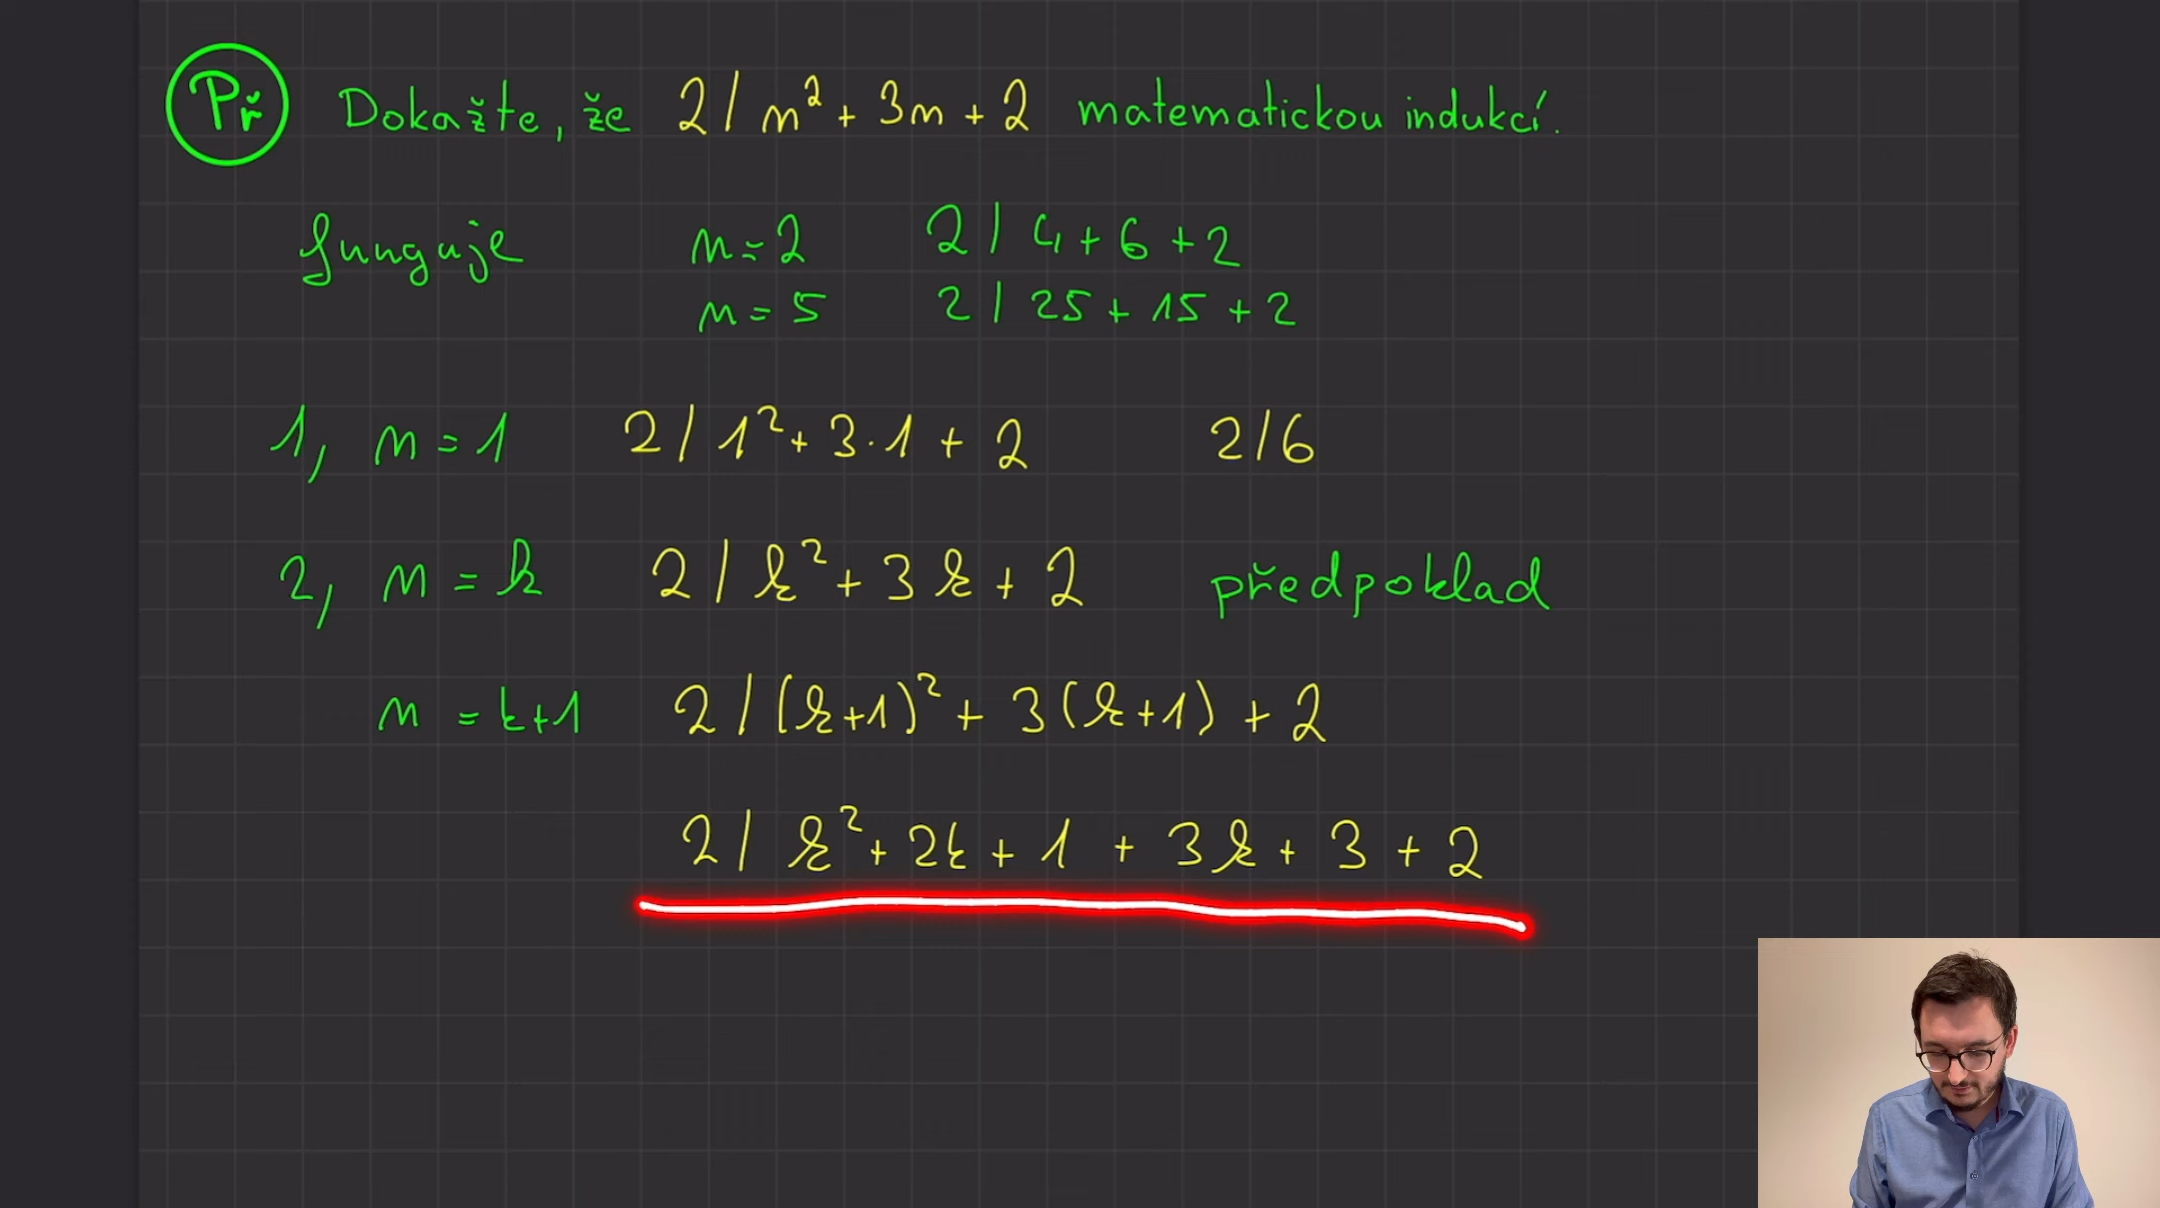 Př Dokažte, že 2 | n² + 3n + 2 matematickou indukcí.
funguje n = 2 2 | 4 + 6 + 2
n = 5 2 | 25 + 15 + 2
1, n = 1 2 | 1² + 3·1 + 2 2 | 6
2, n = k 2 | k² + 3k + 2 předpoklad
n = k+1 2 | (k+1)² + 3(k+1) + 2
2 | k² + 2k + 1 + 3k + 3 + 2